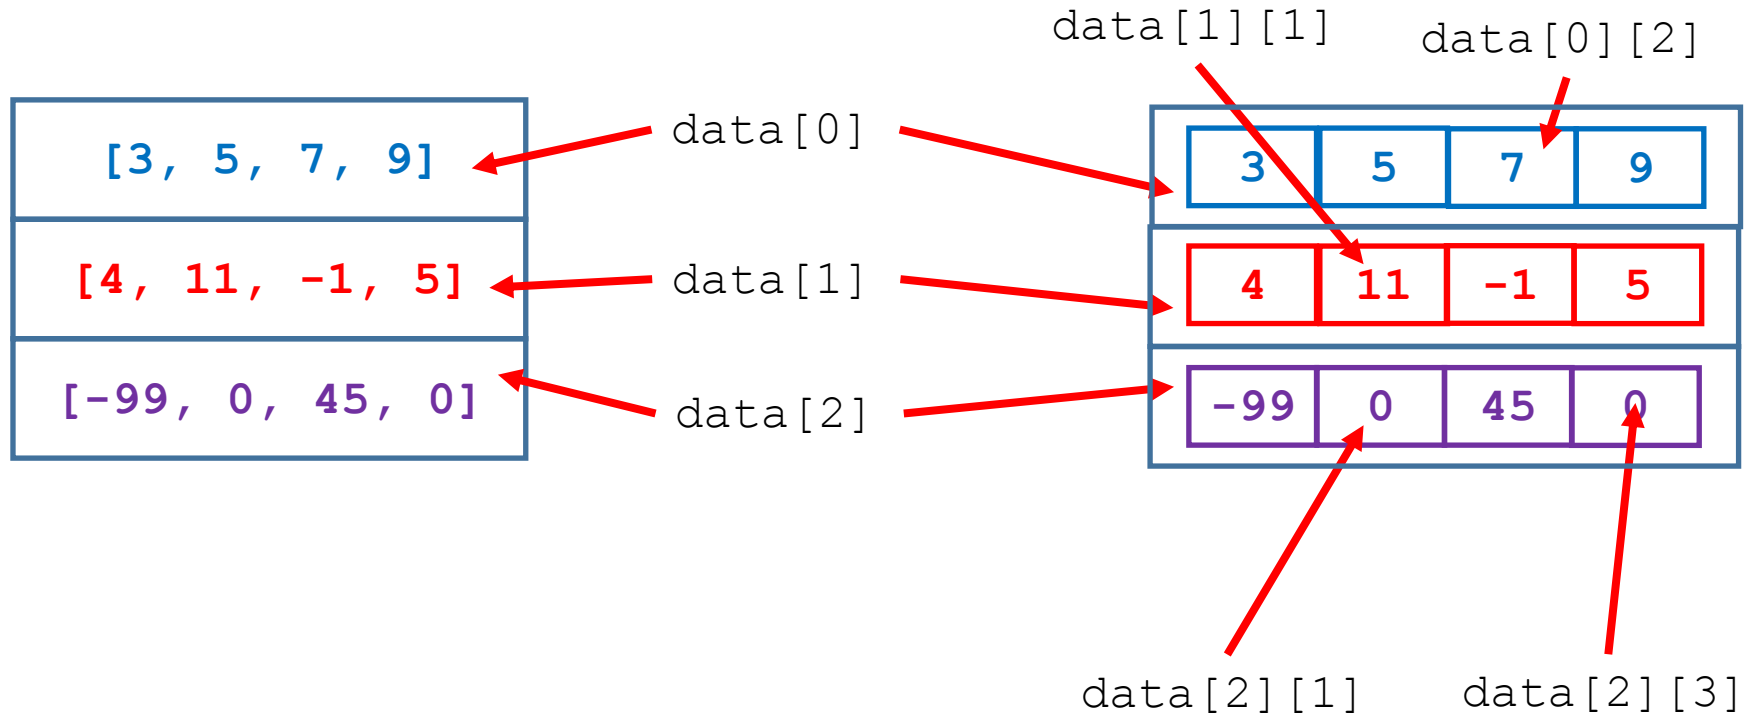 data[1][1]
data[0][2]
[3, 5, 7, 9]
data[0]
3 5 7 9
[4, 11, -1, 5]
data[1]
4 11 -1 5
[-99, 0, 45, 0]
data[2]
-99 0 45 0
data[2][1]
data[2][3]